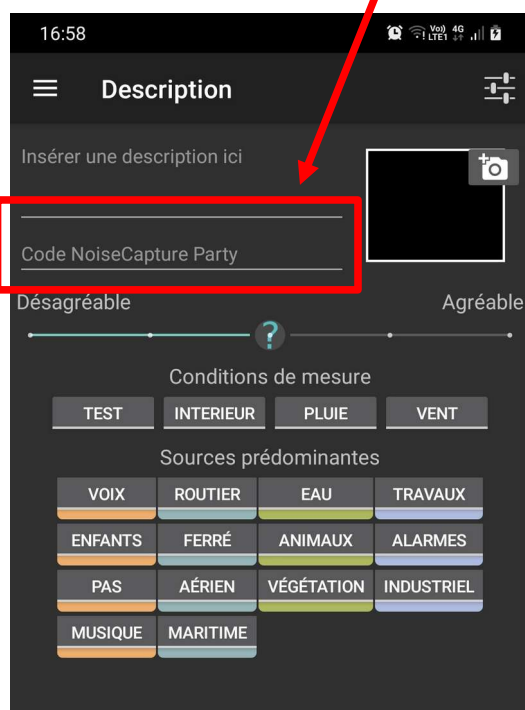 16:58
Vo)) 4G
LTE1
Description
Insérer une description ici
Code NoiseCapture Party
Désagréable Agréable
?
Conditions de mesure
TEST INTERIEUR PLUIE VENT
Sources prédominantes
VOIX ROUTIER EAU TRAVAUX
ENFANTS FERRÉ ANIMAUX ALARMES
PAS AÉRIEN VÉGÉTATION INDUSTRIEL
MUSIQUE MARITIME